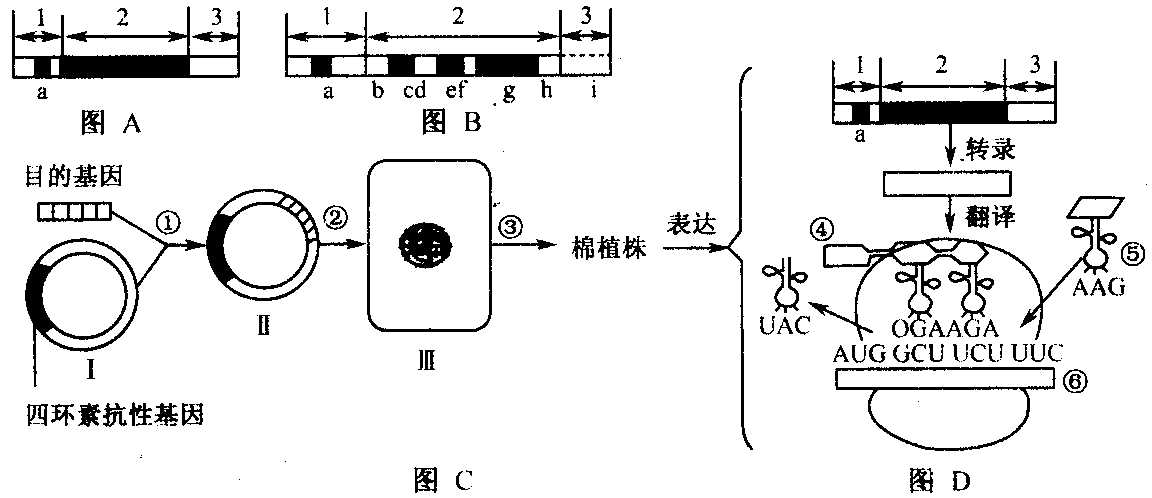 1 2 3
a
图 A
1 2 3
a b cd ef g h i
图 B
目的基因
①
②
③
棉植株
表达
Ⅰ
Ⅱ
Ⅲ
四环素抗性基因
图 C
1 2 3
a
转录
翻译
④
⑤
AAG
UAC
OGAAGA
AUG GCU UCU UUC
⑥
图 D